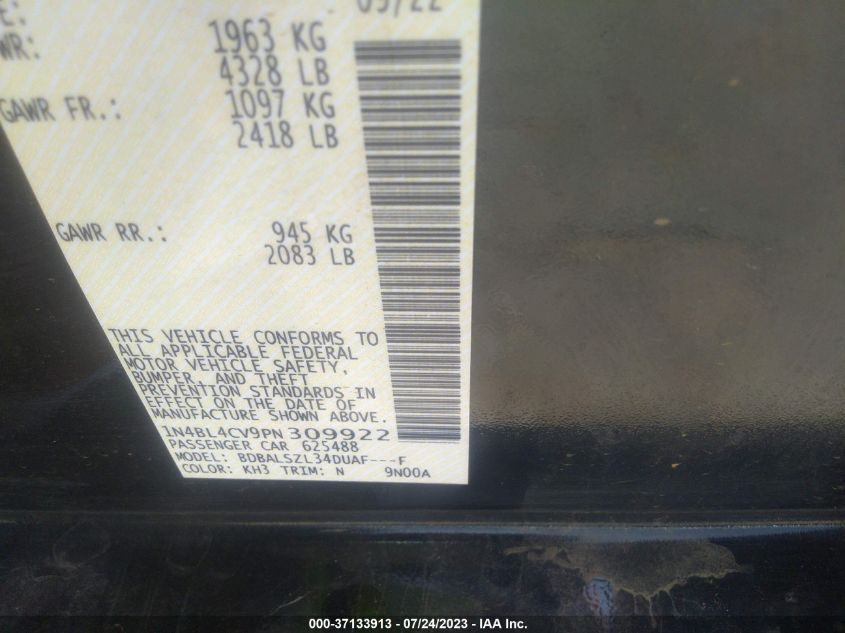 E:
09/22
WR: 1963 KG
4328 LB
GAWR FR.: 1097 KG
2418 LB
GAWR RR.: 945 KG
2083 LB
THIS VEHICLE CONFORMS TO
ALL APPLICABLE FEDERAL
MOTOR VEHICLE SAFETY,
BUMPER, AND THEFT
PREVENTION STANDARDS IN
EFFECT ON THE DATE OF
MANUFACTURE SHOWN ABOVE.
1N4BL4CV9PN309922
PASSENGER CAR 625488
MODEL: BDBALSZL34DUAF---F
COLOR: KH3 TRIM: N 9N00A
000-37133913 - 07/24/2023 - IAA Inc.